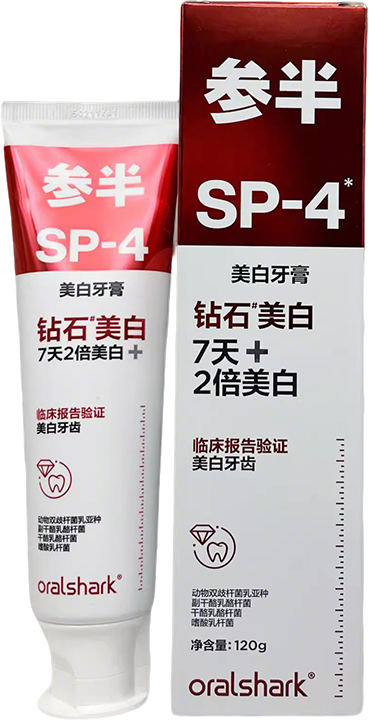 参半
SP-4
美白牙膏
钻石#美白
7天2倍美白+
临床报告验证
美白牙齿
动物双歧杆菌乳亚种
副干酪乳酪杆菌
干酪乳酪杆菌
嗜酸乳杆菌
oralshark®
参半
SP-4*
美白牙膏
钻石#美白
7天+
2倍美白
临床报告验证
美白牙齿
动物双歧杆菌乳亚种
副干酪乳酪杆菌
干酪乳酪杆菌
嗜酸乳杆菌
净含量:120g
oralshark®